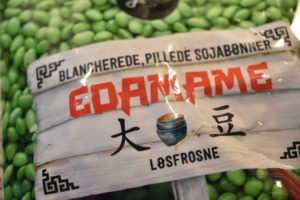 BLANCHEREDE, PILLEDE SOJABØNNER
EDAMAME
大豆
LØSFROSNE